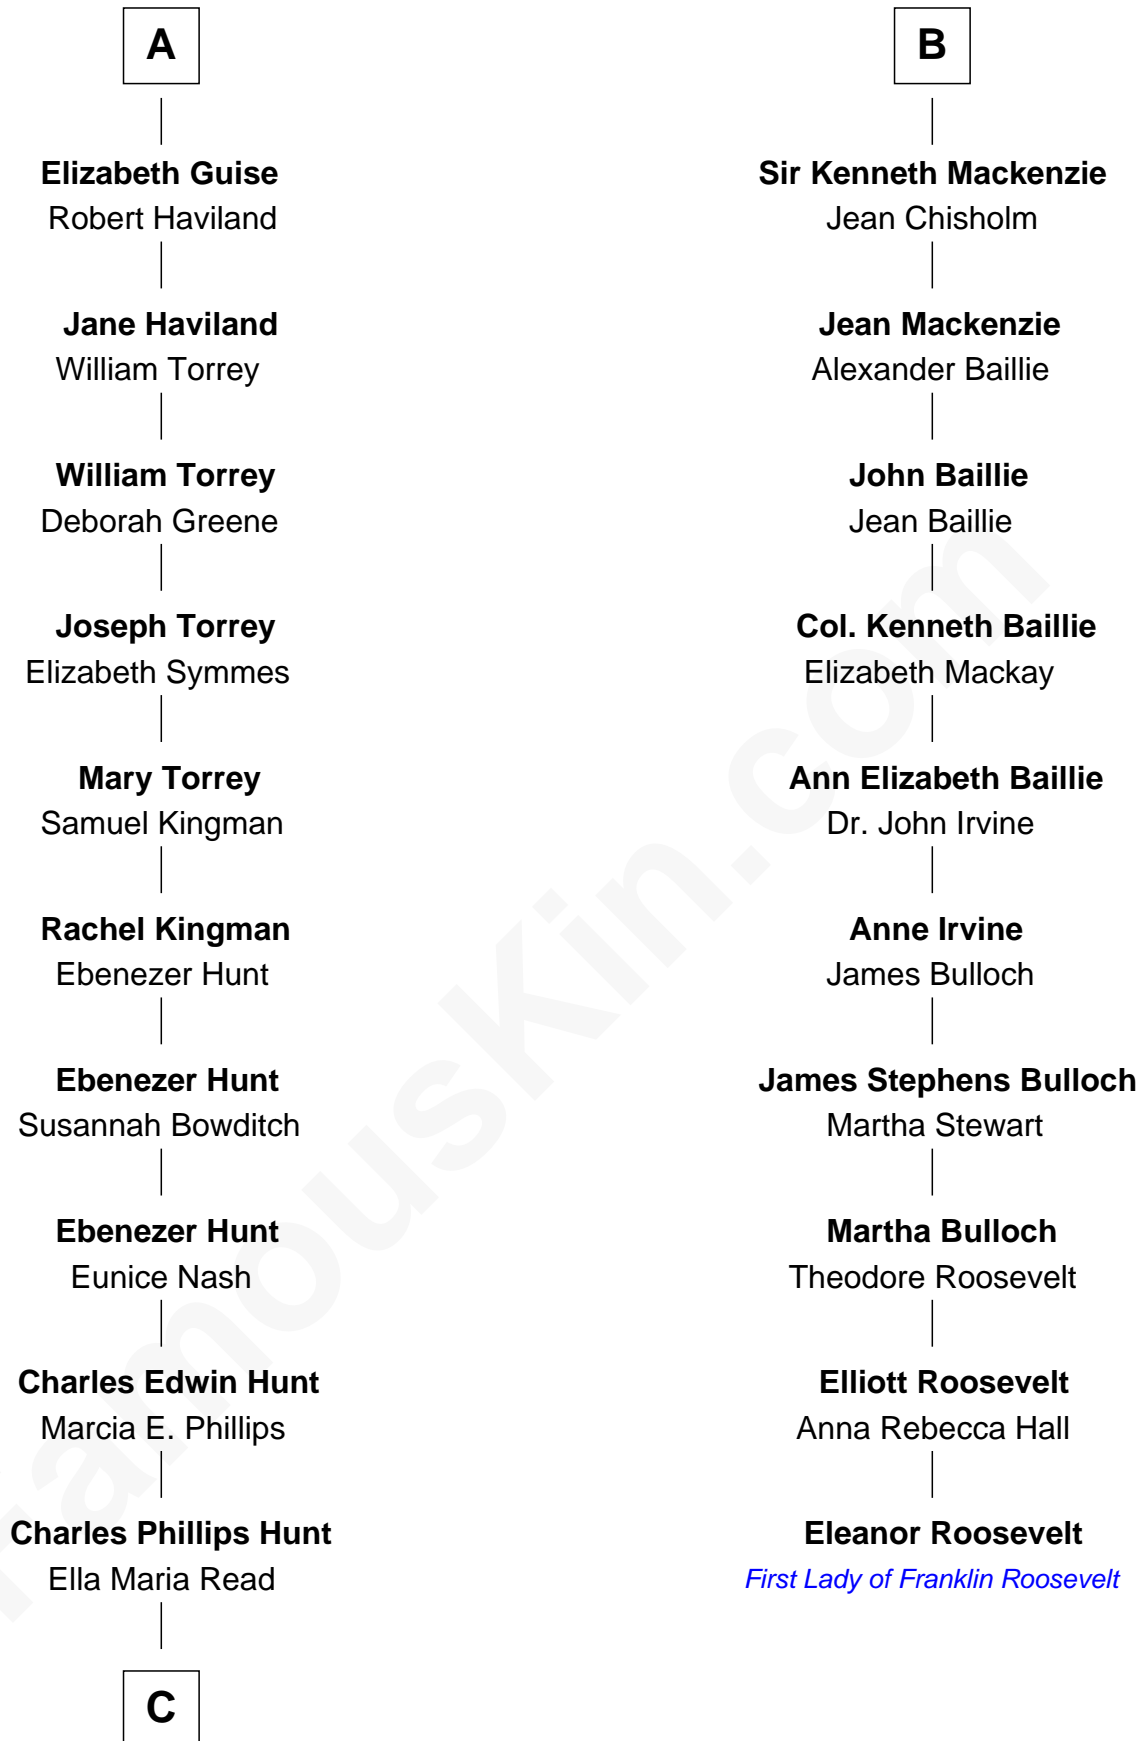 A
Elizabeth Guise
Robert Haviland
Jane Haviland
William Torrey
William Torrey
Deborah Greene
Joseph Torrey
Elizabeth Symmes
Mary Torrey
Samuel Kingman
Rachel Kingman
Ebenezer Hunt
Ebenezer Hunt
Susannah Bowditch
Ebenezer Hunt
Eunice Nash
Charles Edwin Hunt
Marcia E. Phillips
Charles Phillips Hunt
Ella Maria Read
C
B
Sir Kenneth Mackenzie
Jean Chisholm
Jean Mackenzie
Alexander Baillie
John Baillie
Jean Baillie
Col. Kenneth Baillie
Elizabeth Mackay
Ann Elizabeth Baillie
Dr. John Irvine
Anne Irvine
James Bulloch
James Stephens Bulloch
Martha Stewart
Martha Bulloch
Theodore Roosevelt
Elliott Roosevelt
Anna Rebecca Hall
Eleanor Roosevelt
First Lady of Franklin Roosevelt
FamousKin.com